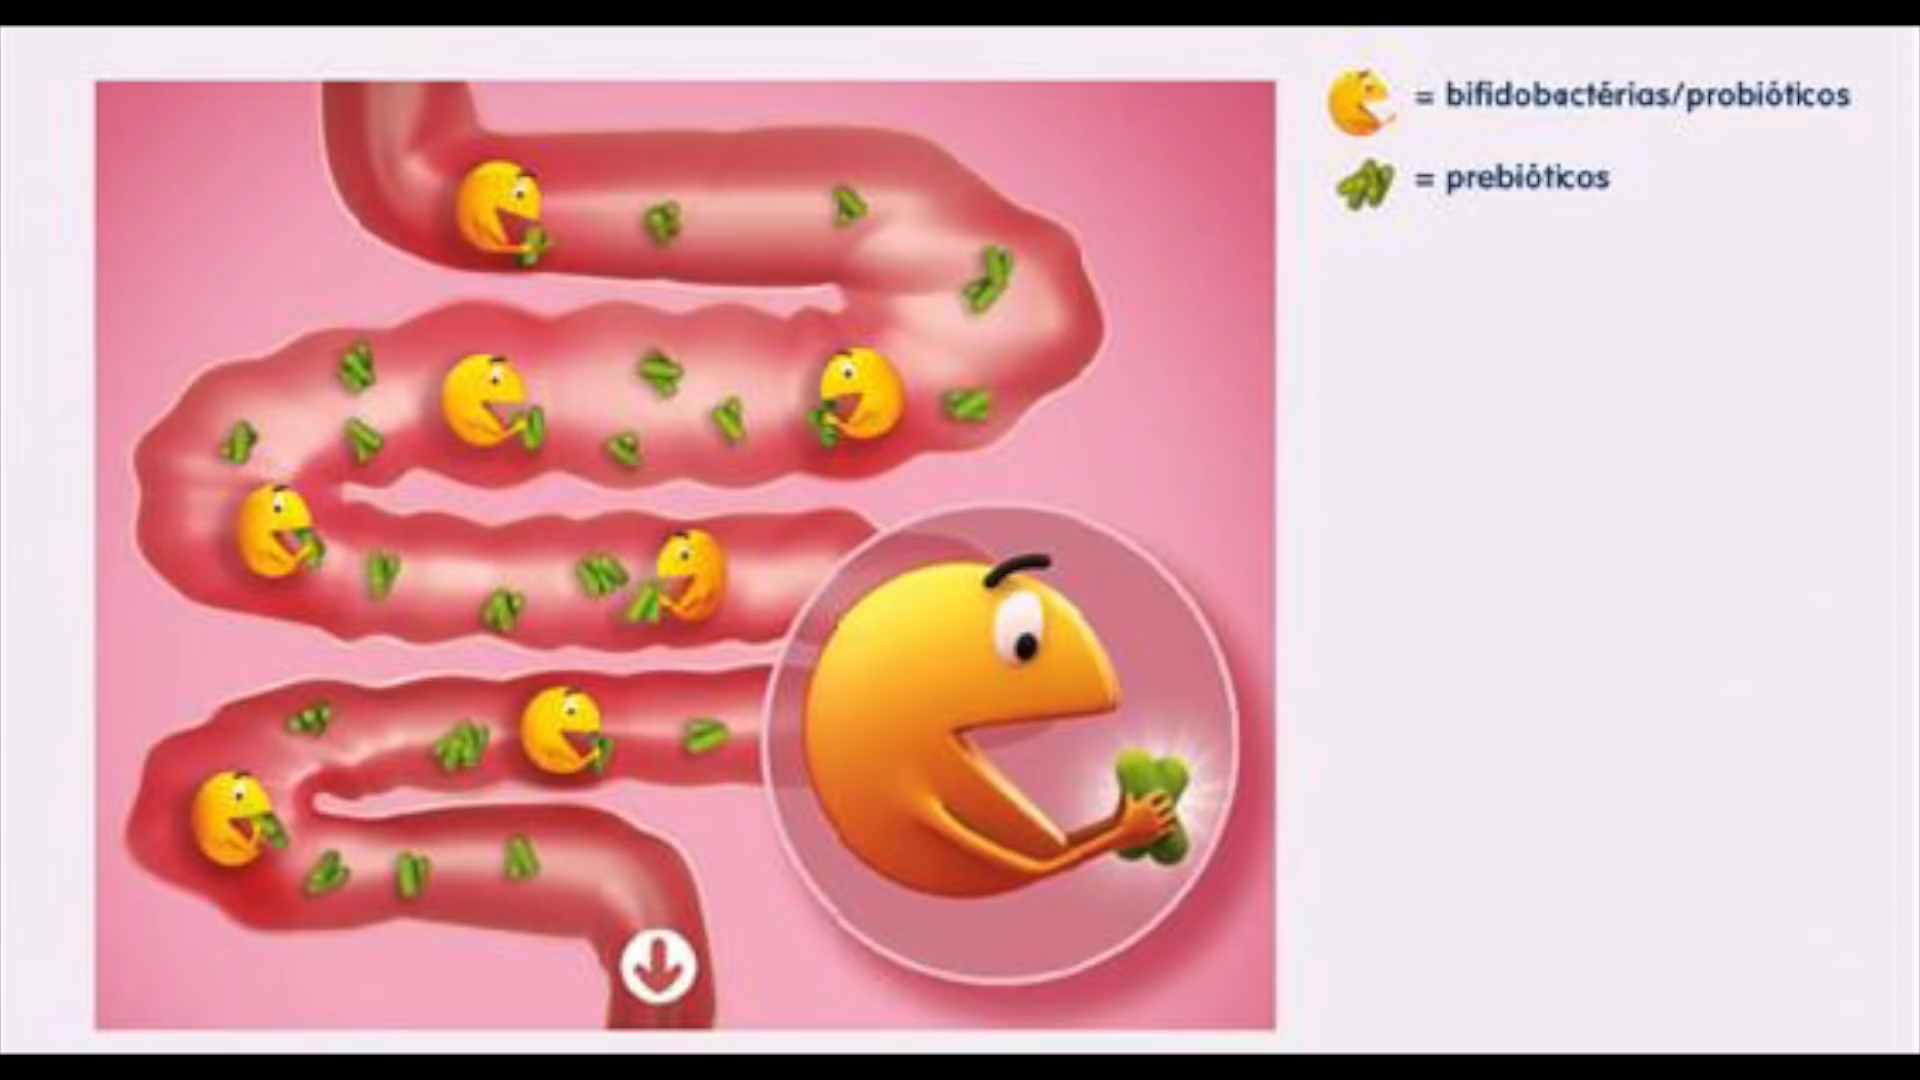 = bifidobactérias/probióticos
= prebióticos